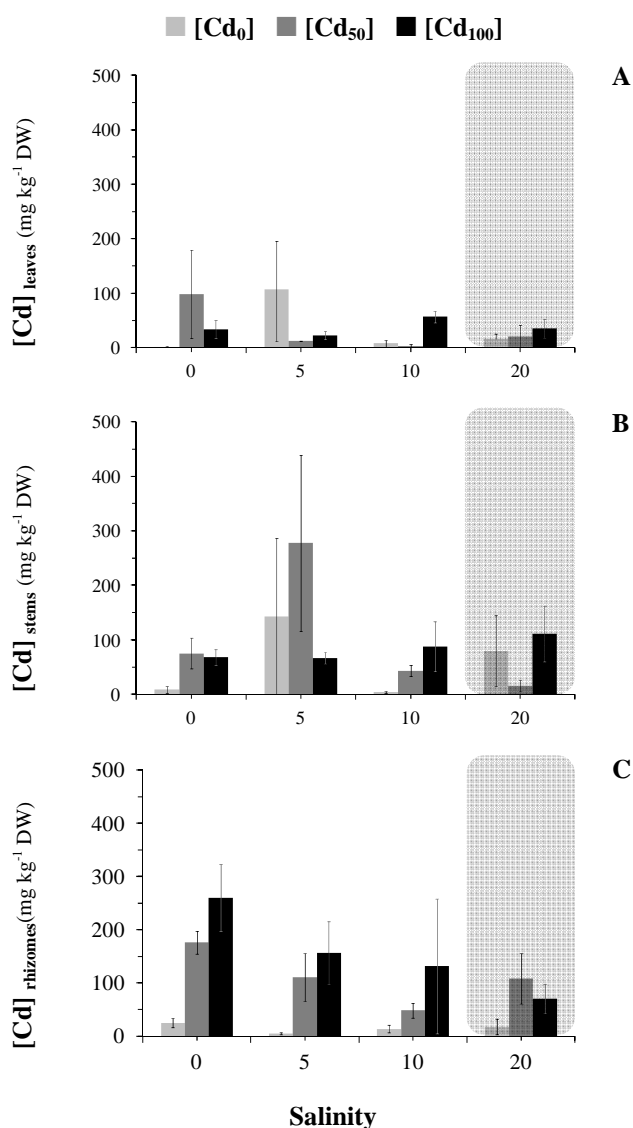 [Cd₀] [Cd₅₀] [Cd₁₀₀]
A
500
400
300
200
100
0
0 5 10 20
[Cd] leaves (mg kg⁻¹ DW)
B
500
400
300
200
100
0
0 5 10 20
[Cd] stems (mg kg⁻¹ DW)
C
500
400
300
200
100
0
0 5 10 20
[Cd] rhizomes(mg kg⁻¹ DW)
Salinity